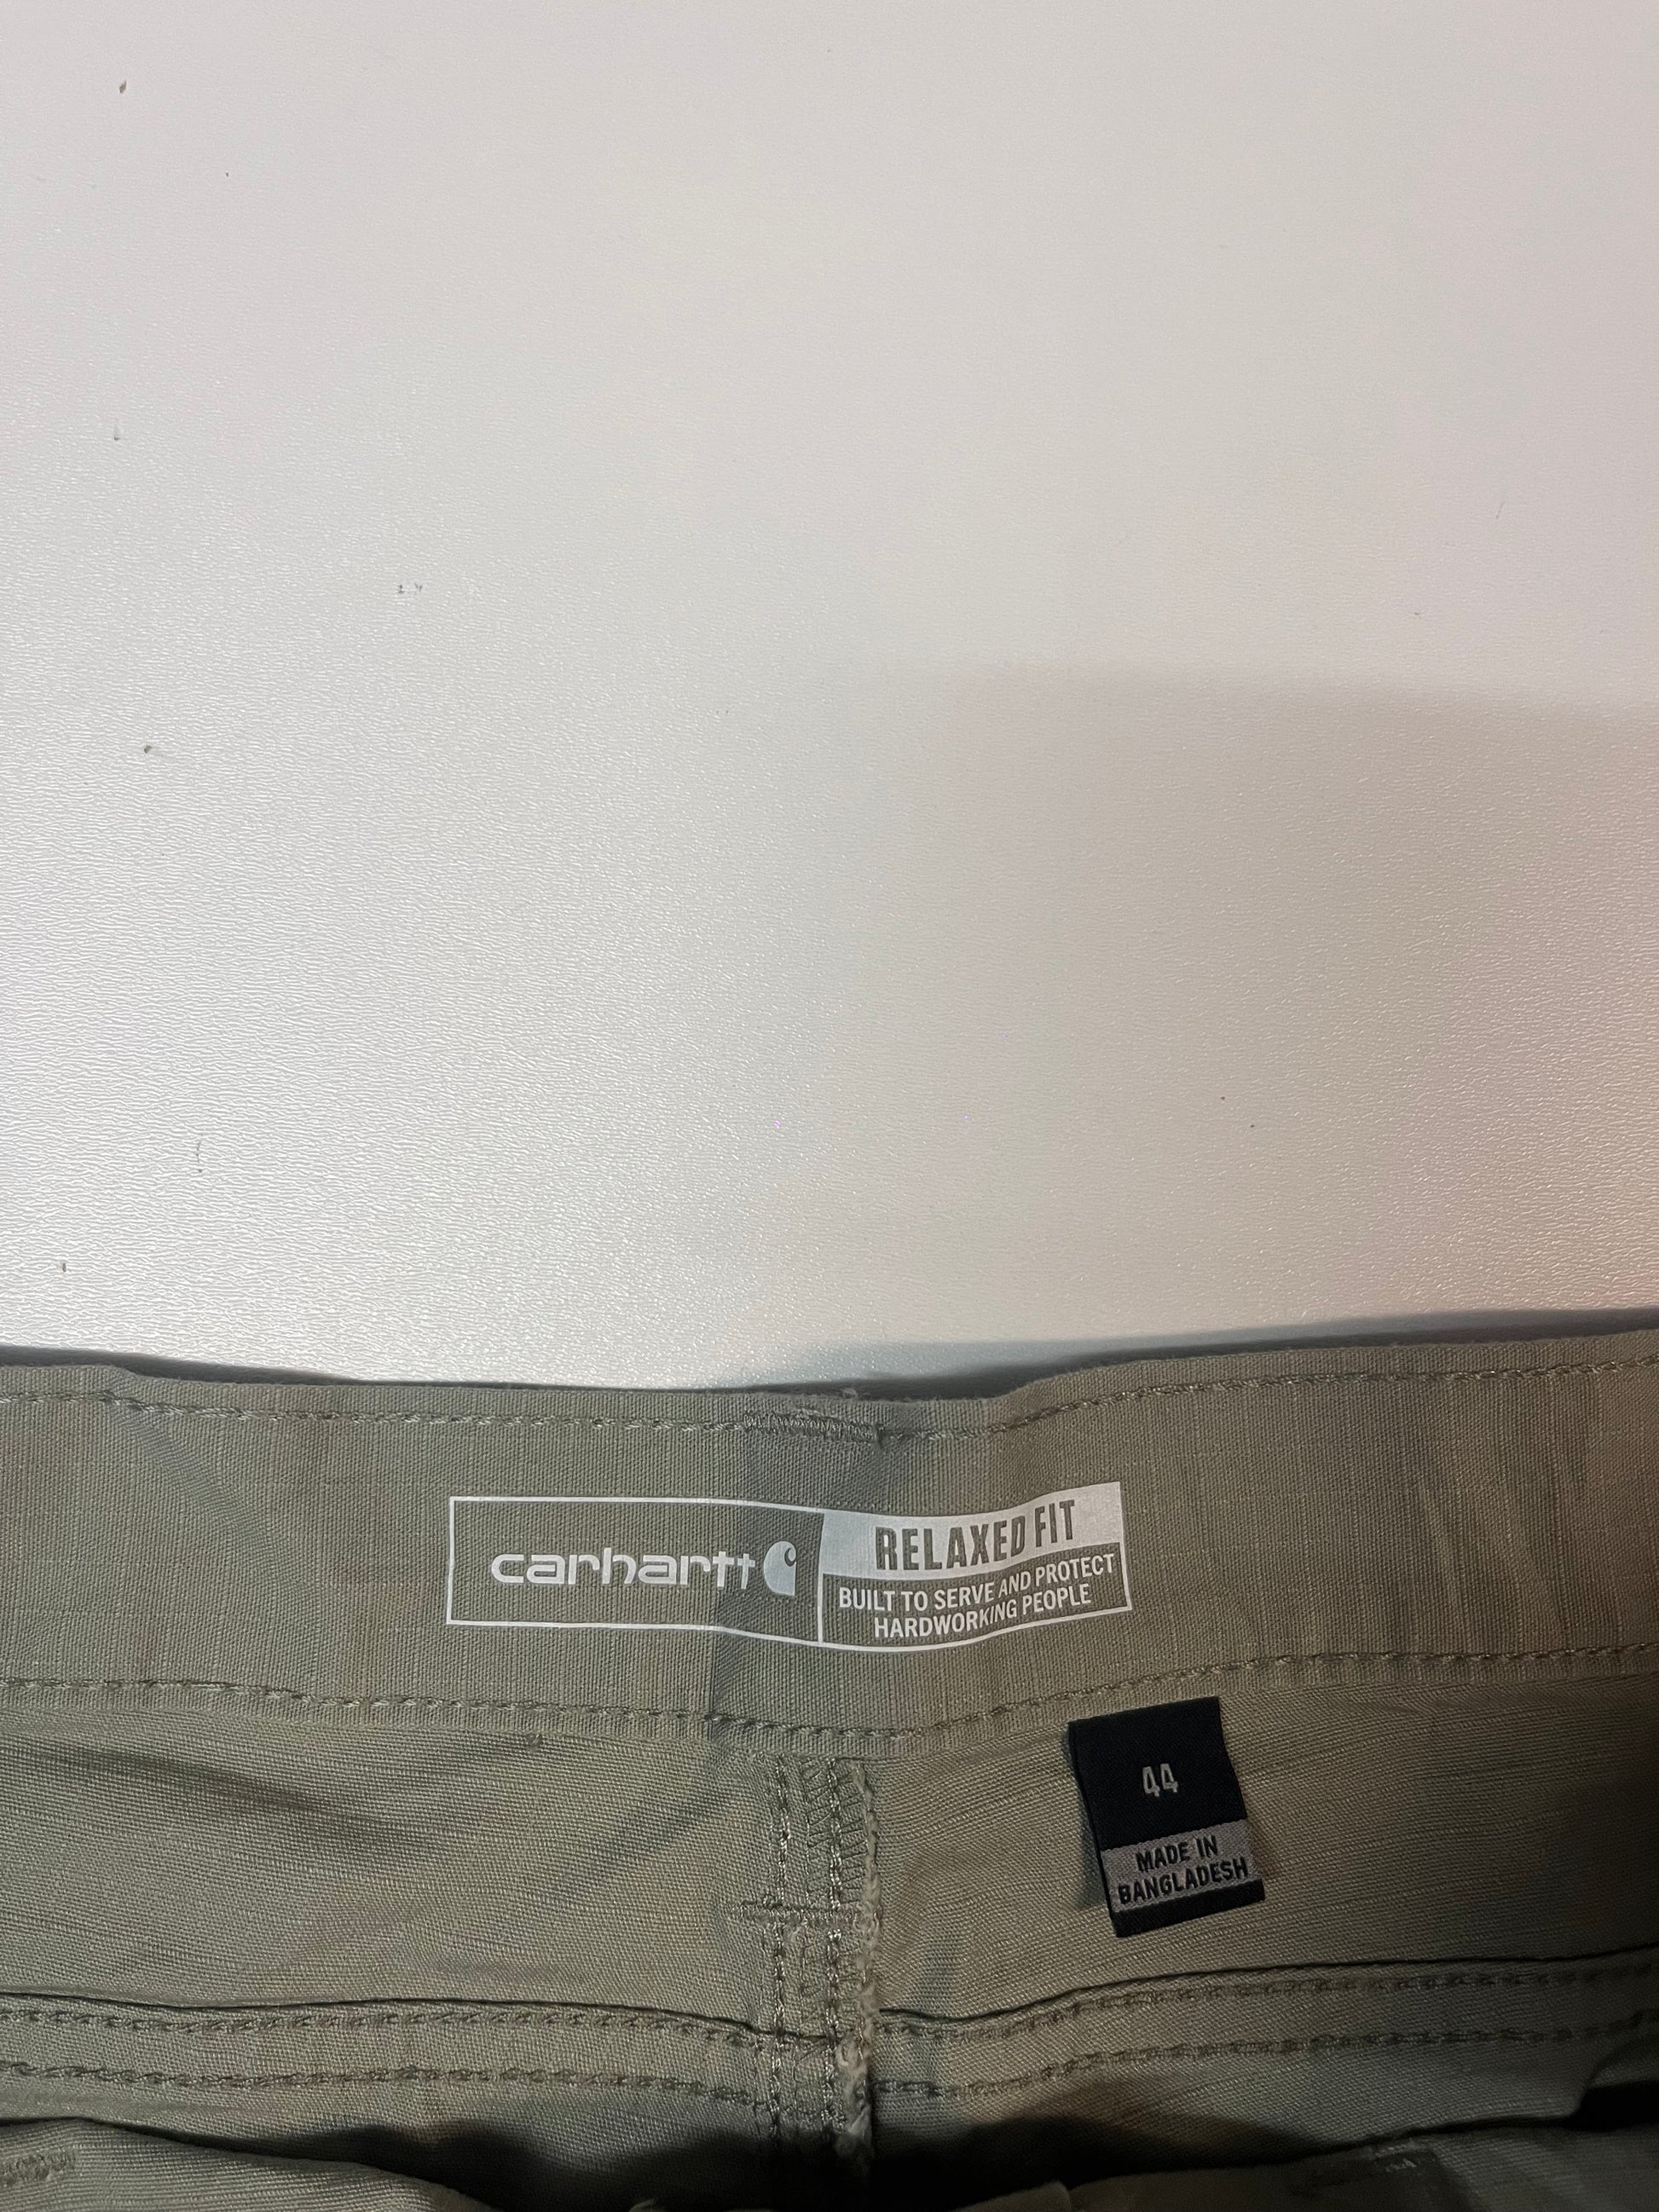 carhartt
RELAXED FIT
BUILT TO SERVE AND PROTECT
HARDWORKING PEOPLE
44
MADE IN
BANGLADESH